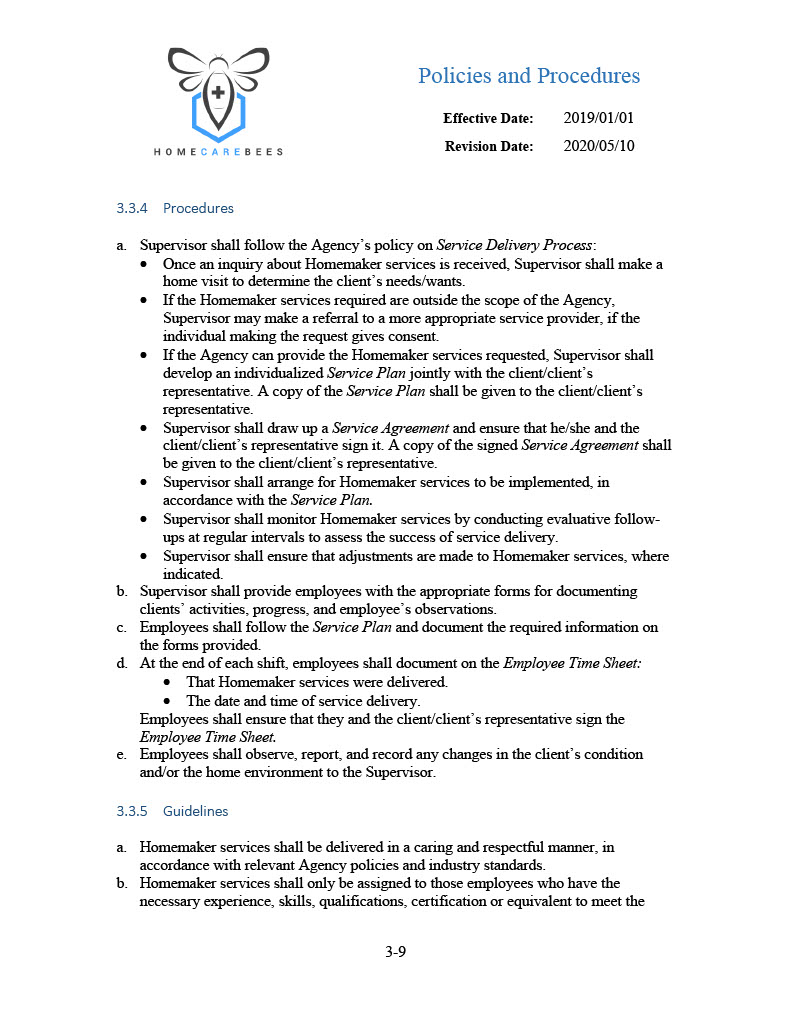 Policies and Procedures
Effective Date: 2019/01/01
Revision Date: 2020/05/10
HOMECAREBEES
3.3.4 Procedures
a. Supervisor shall follow the Agency’s policy on Service Delivery Process:
• Once an inquiry about Homemaker services is received, Supervisor shall make a
home visit to determine the client’s needs/wants.
• If the Homemaker services required are outside the scope of the Agency,
Supervisor may make a referral to a more appropriate service provider, if the
individual making the request gives consent.
• If the Agency can provide the Homemaker services requested, Supervisor shall
develop an individualized Service Plan jointly with the client/client’s
representative. A copy of the Service Plan shall be given to the client/client’s
representative.
• Supervisor shall draw up a Service Agreement and ensure that he/she and the
client/client’s representative sign it. A copy of the signed Service Agreement shall
be given to the client/client’s representative.
• Supervisor shall arrange for Homemaker services to be implemented, in
accordance with the Service Plan.
• Supervisor shall monitor Homemaker services by conducting evaluative follow-
ups at regular intervals to assess the success of service delivery.
• Supervisor shall ensure that adjustments are made to Homemaker services, where
indicated.
b. Supervisor shall provide employees with the appropriate forms for documenting
clients’ activities, progress, and employee’s observations.
c. Employees shall follow the Service Plan and document the required information on
the forms provided.
d. At the end of each shift, employees shall document on the Employee Time Sheet:
• That Homemaker services were delivered.
• The date and time of service delivery.
Employees shall ensure that they and the client/client’s representative sign the
Employee Time Sheet.
e. Employees shall observe, report, and record any changes in the client’s condition
and/or the home environment to the Supervisor.
3.3.5 Guidelines
a. Homemaker services shall be delivered in a caring and respectful manner, in
accordance with relevant Agency policies and industry standards.
b. Homemaker services shall only be assigned to those employees who have the
necessary experience, skills, qualifications, certification or equivalent to meet the
3-9